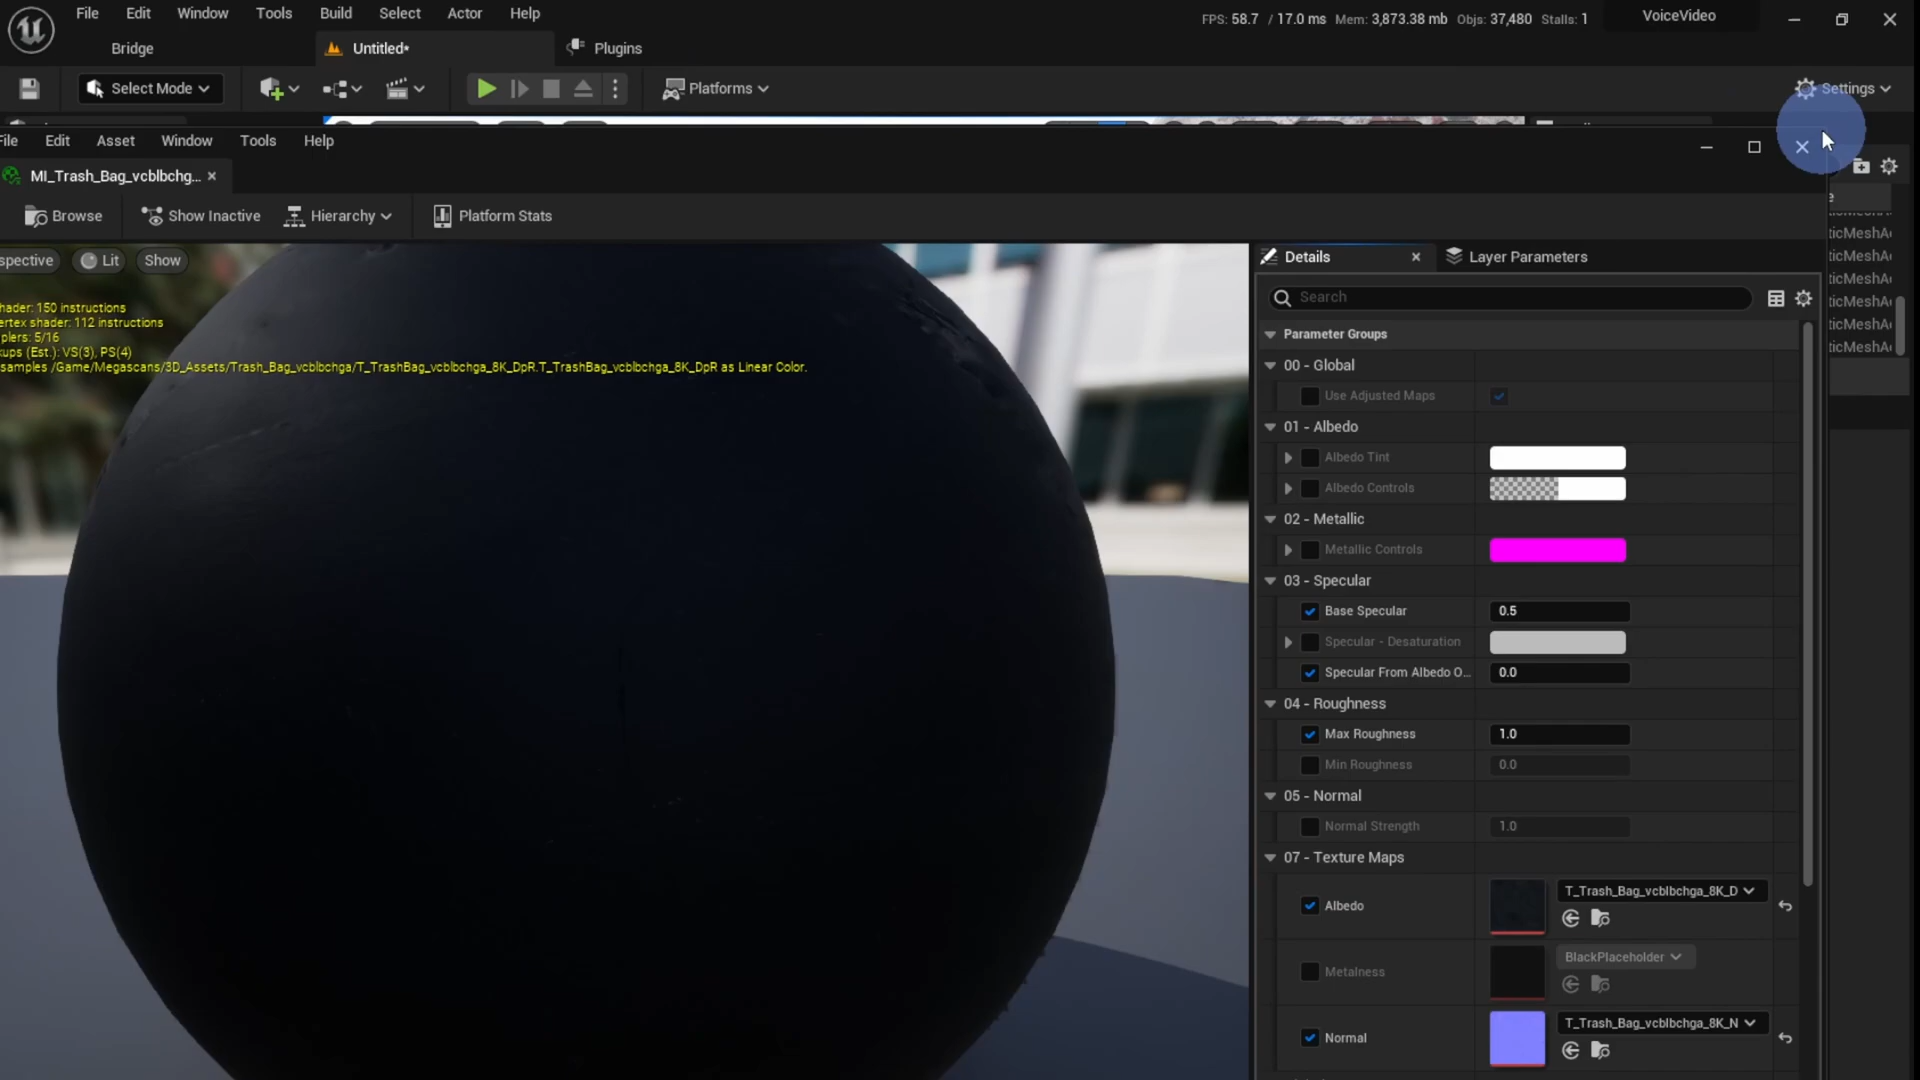 File Edit Window Tools Build Select Actor Help
FPS: 58.7 / 17.0 ms Mem: 3,873.38 mb Objs: 37,480 Stalls: 1
VoiceVideo
Bridge
Untitled*
Plugins
Select Mode
Platforms
Settings
File Edit Asset Window Tools Help
MI_Trash_Bag_vcblbchg...
Browse
Show Inactive
Hierarchy
Platform Stats
spective
Lit
Show
hader: 150 instructions
ertex shader: 112 instructions
plers: 5/16
kups (Est.): VS(3), PS(4)
samples /Game/Megascans/3D_Assets/Trash_Bag_vcblbchga/T_TrashBag_vcblbchga_8K_DpR.T_TrashBag_vcblbchga_8K_DpR as Linear Color.
Details
Layer Parameters
Search
Parameter Groups
00 - Global
Use Adjusted Maps
01 - Albedo
Albedo Tint
Albedo Controls
02 - Metallic
Metallic Controls
03 - Specular
Base Specular 0.5
Specular - Desaturation
Specular From Albedo O... 0.0
04 - Roughness
Max Roughness 1.0
Min Roughness 0.0
05 - Normal
Normal Strength 1.0
07 - Texture Maps
Albedo
T_Trash_Bag_vcblbchga_8K_D
Metalness
BlackPlaceholder
Normal
T_Trash_Bag_vcblbchga_8K_N
e
ticMeshA
ticMeshA
ticMeshA
ticMeshA
ticMeshA